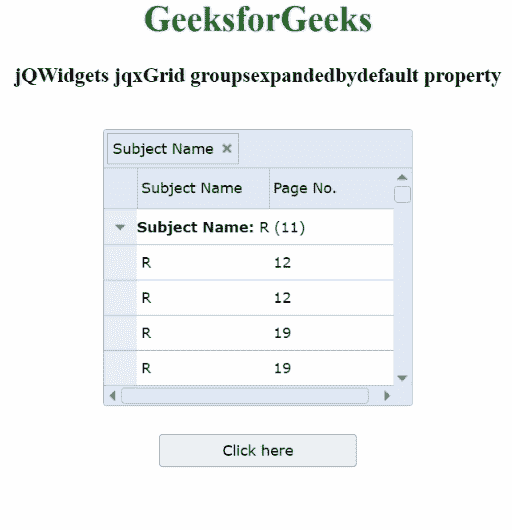 GeeksforGeeks
jQWidgets jqxGrid groupsexpandedbydefault property
Subject Name ×
Subject Name Page No.
Subject Name: R (11)
R 12
R 12
R 19
R 19
Click here